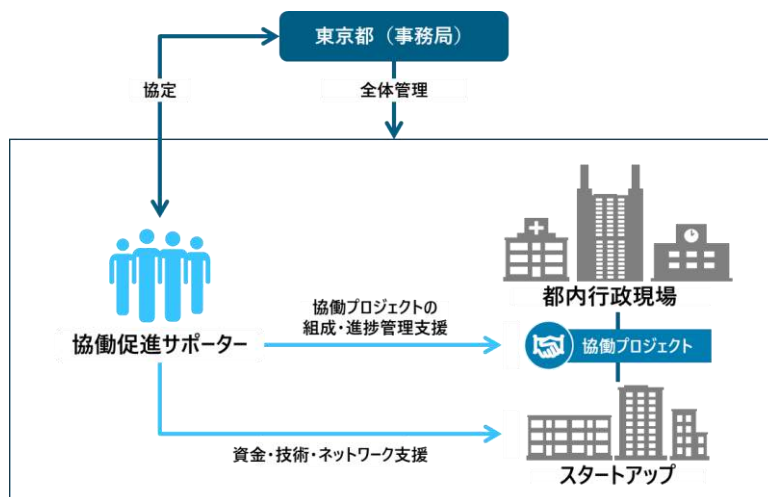 東京都（事務局）
協定
全体管理
都内行政現場
協働プロジェクトの
組成・進捗管理支援
協働促進サポーター
協働プロジェクト
資金・技術・ネットワーク支援
スタートアップ